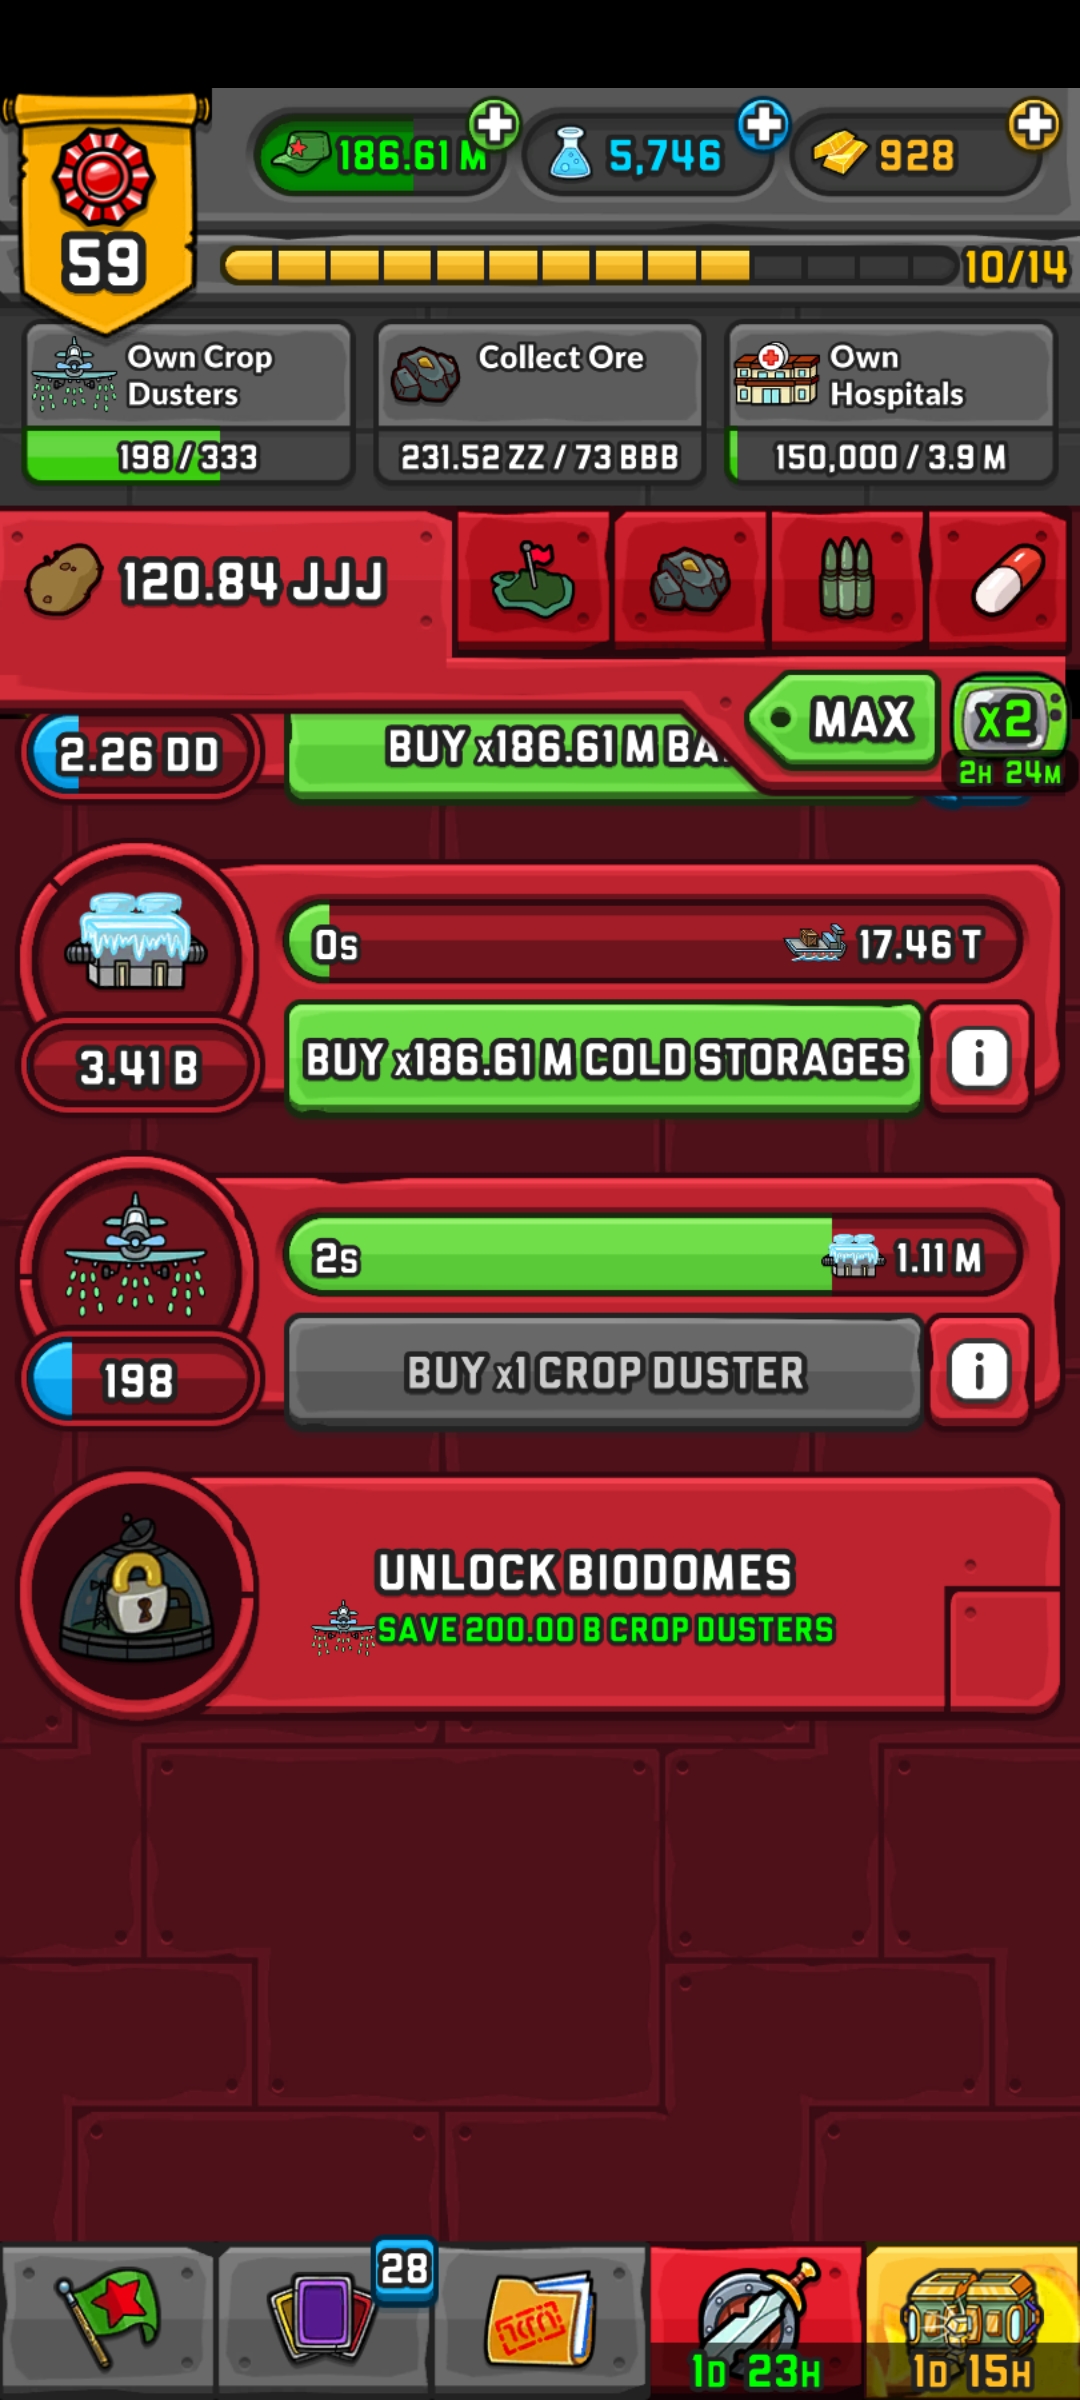 186.61 M
5,746
928
59
10/14
Own Crop
Dusters
198 / 333
Collect Ore
231.52 ZZ / 73 BBB
Own
Hospitals
150,000 / 3.9 M
120.84 JJJ
MAX
x2
2H 24M
2.26 DD
BUY x186.61 M BA
0s
17.46 T
3.41 B
BUY x186.61 M COLD STORAGES
i
2s
1.11 M
198
BUY x1 CROP DUSTER
i
UNLOCK BIODOMES
SAVE 200.00 B CROP DUSTERS
28
1D 23H
1D 15H